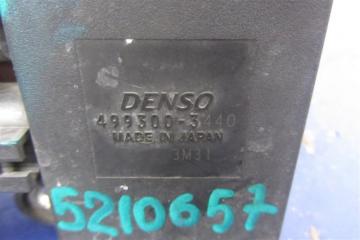 DENSO
499300-3440
MADE IN JAPAN
3M31
5210657